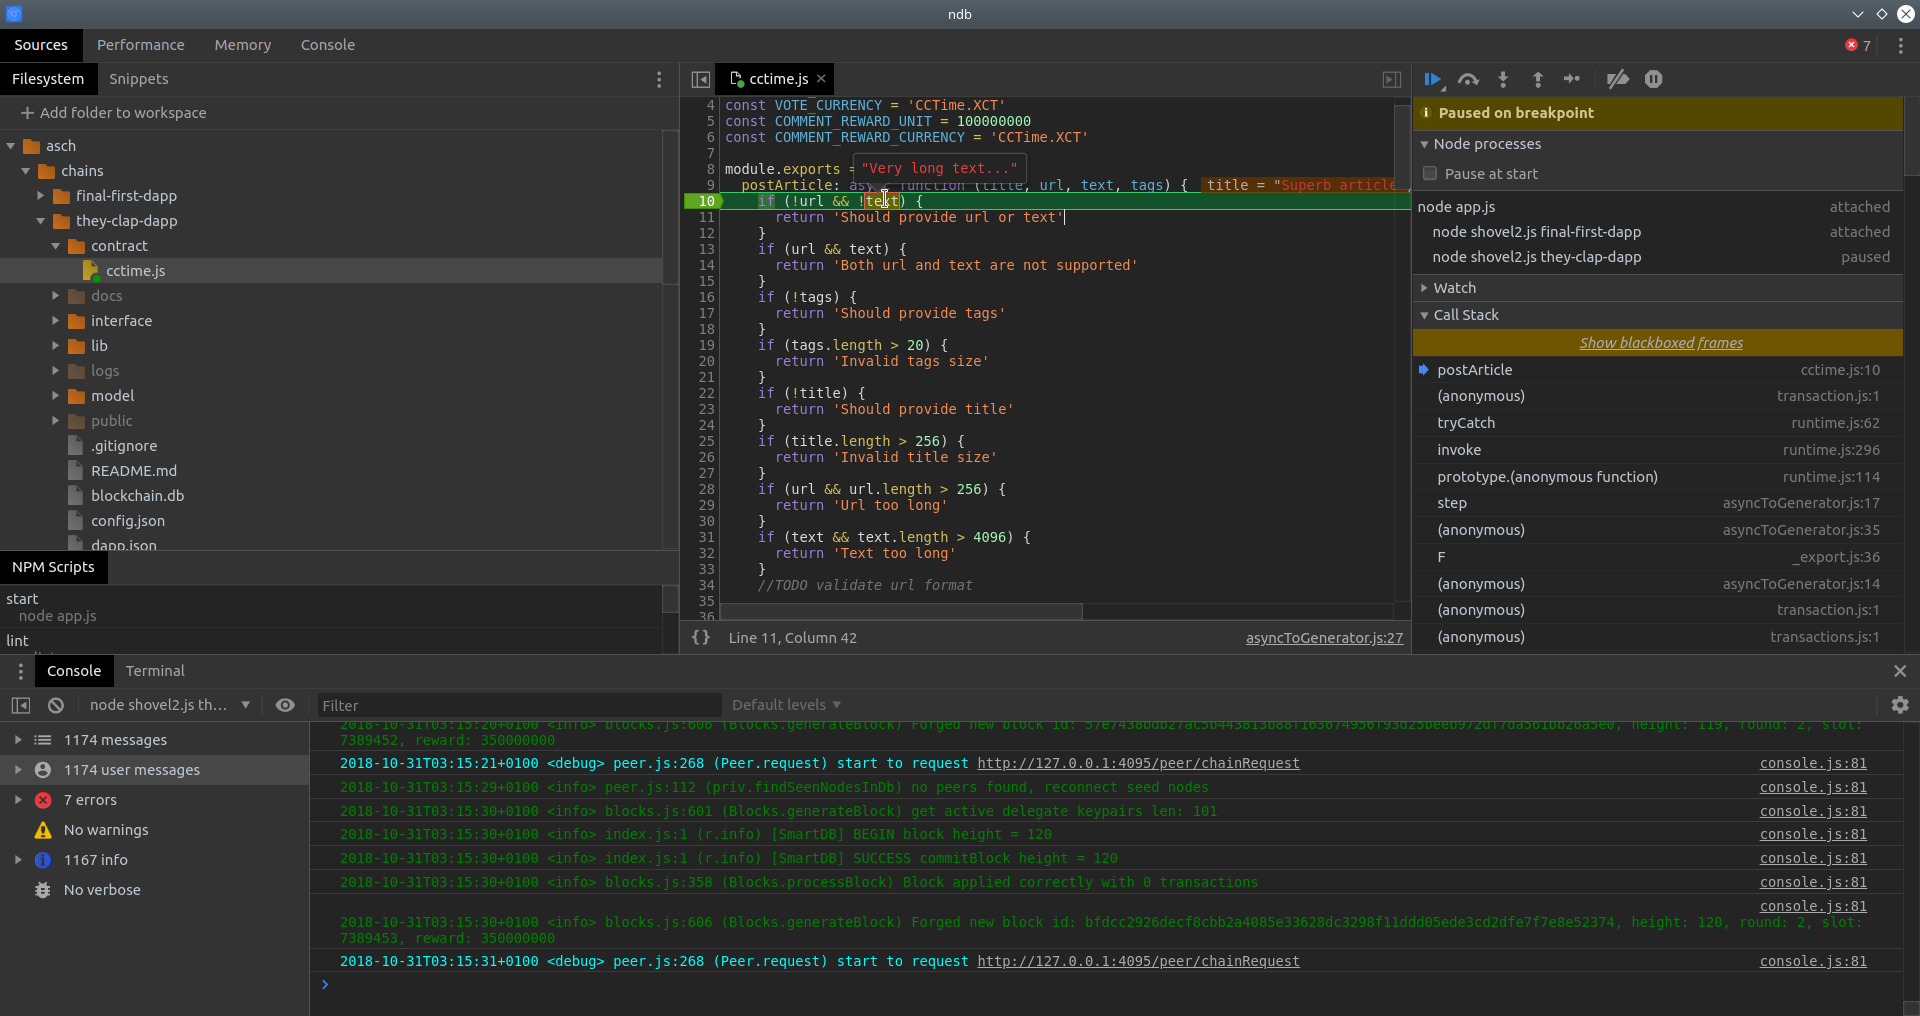 ndb
Sources Performance Memory Console 7
Filesystem Snippets
Add folder to workspace
asch
chains
final-first-dapp
they-clap-dapp
contract
cctime.js
docs
interface
lib
logs
model
public
.gitignore
README.md
blockchain.db
config.json
dapp.json
NPM Scripts
start
node app.js
lint
cctime.js
4 const VOTE_CURRENCY = 'CCTime.XCT'
5 const COMMENT_REWARD_UNIT = 100000000
6 const COMMENT_REWARD_CURRENCY = 'CCTime.XCT'
7
"Very long text..."
8 module.exports =
9 postArticle: async function (title, url, text, tags) { title = "Superb article
10 if (!url && !text) {
11 return 'Should provide url or text'
12 }
13 if (url && text) {
14 return 'Both url and text are not supported'
15 }
16 if (!tags) {
17 return 'Should provide tags'
18 }
19 if (tags.length > 20) {
20 return 'Invalid tags size'
21 }
22 if (!title) {
23 return 'Should provide title'
24 }
25 if (title.length > 256) {
26 return 'Invalid title size'
27 }
28 if (url && url.length > 256) {
29 return 'Url too long'
30 }
31 if (text && text.length > 4096) {
32 return 'Text too long'
33 }
34 //TODO validate url format
35
36
{} Line 11, Column 42 asyncToGenerator.js:27
Paused on breakpoint
Node processes
Pause at start
node app.js attached
node shovel2.js final-first-dapp attached
node shovel2.js they-clap-dapp paused
Watch
Call Stack
Show blackboxed frames
postArticle cctime.js:10
(anonymous) transaction.js:1
tryCatch runtime.js:62
invoke runtime.js:296
prototype.(anonymous function) runtime.js:114
step asyncToGenerator.js:17
(anonymous) asyncToGenerator.js:35
F _export.js:36
(anonymous) asyncToGenerator.js:14
(anonymous) transaction.js:1
(anonymous) transactions.js:1
Console Terminal
node shovel2.js th... Filter Default levels
1174 messages
1174 user messages
7 errors
No warnings
1167 info
No verbose
2018-10-31T03:15:20+0100 <info> blocks.js:606 (Blocks.generateBlock) Forged new block id: height: 119, round: 2, slot:
7389452, reward: 350000000
2018-10-31T03:15:21+0100 <debug> peer.js:268 (Peer.request) start to request http://127.0.0.1:4095/peer/chainRequest console.js:81
2018-10-31T03:15:29+0100 <info> peer.js:112 (priv.findSeenNodesInDb) no peers found, reconnect seed nodes console.js:81
2018-10-31T03:15:30+0100 <info> blocks.js:601 (Blocks.generateBlock) get active delegate keypairs len: 101 console.js:81
2018-10-31T03:15:30+0100 <info> index.js:1 (r.info) [SmartDB] BEGIN block height = 120 console.js:81
2018-10-31T03:15:30+0100 <info> index.js:1 (r.info) [SmartDB] SUCCESS commitBlock height = 120 console.js:81
2018-10-31T03:15:30+0100 <info> blocks.js:358 (Blocks.processBlock) Block applied correctly with 0 transactions console.js:81
console.js:81
2018-10-31T03:15:30+0100 <info> blocks.js:606 (Blocks.generateBlock) Forged new block id: bfdcc2926decf8cbb2a4085e33628dc3298f11ddd05ede3cd2dfe7f7e8e52374, height: 120, round: 2, slot:
7389453, reward: 350000000
2018-10-31T03:15:31+0100 <debug> peer.js:268 (Peer.request) start to request http://127.0.0.1:4095/peer/chainRequest console.js:81